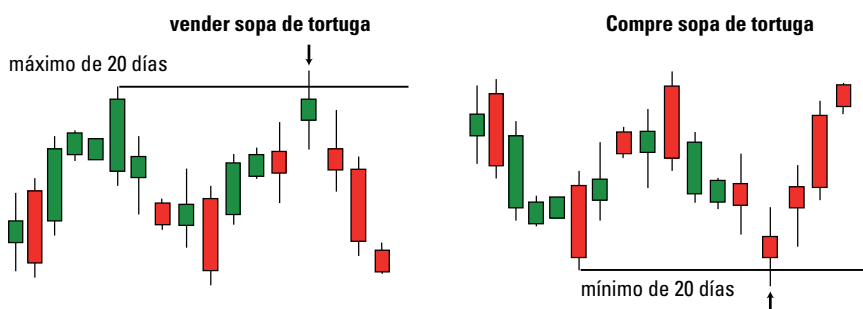 vender sopa de tortuga
máximo de 20 días
Compre sopa de tortuga
mínimo de 20 días